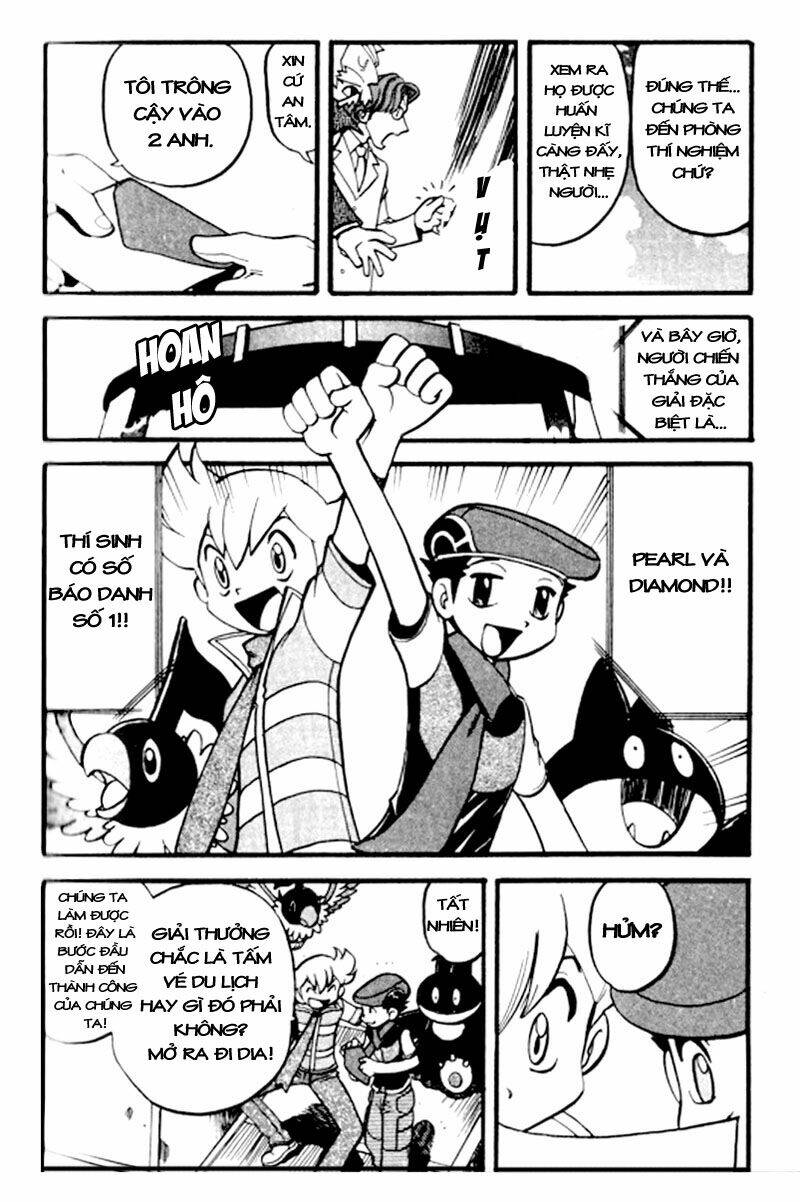 ĐÚNG THẾ...
CHÚNG TA
ĐẾN PHÒNG
THÍ NGHIỆM
CHỨ?
XEM RA
HỌ ĐƯỢC
HUẤN
LUYỆN KĨ
CÀNG ĐẤY,
THẬT NHẸ
NGƯỜI...
VỤT
XIN
CỨ
AN
TÂM.
TÔI TRÔNG
CẬY VÀO
2 ANH.
VÀ BÂY GIỜ,
NGƯỜI CHIẾN
THẮNG CỦA
GIẢI ĐẶC
BIỆT LÀ...
HOAN
HÔ
PEARL VÀ
DIAMOND!!
THÍ SINH
CÓ SỐ
BÁO DANH
SỐ 1!!
HỬM?
TẤT
NHIÊN!
GIẢI THƯỞNG
CHẮC LÀ TẤM
VÉ DU LỊCH
HAY GÌ ĐÓ PHẢI
KHÔNG?
MỞ RA ĐI DIA!
CHÚNG TA
LÀM ĐƯỢC
RỒI! ĐÂY LÀ
BƯỚC ĐẦU
DẪN ĐẾN
THÀNH CÔNG
CỦA CHÚNG
TA!